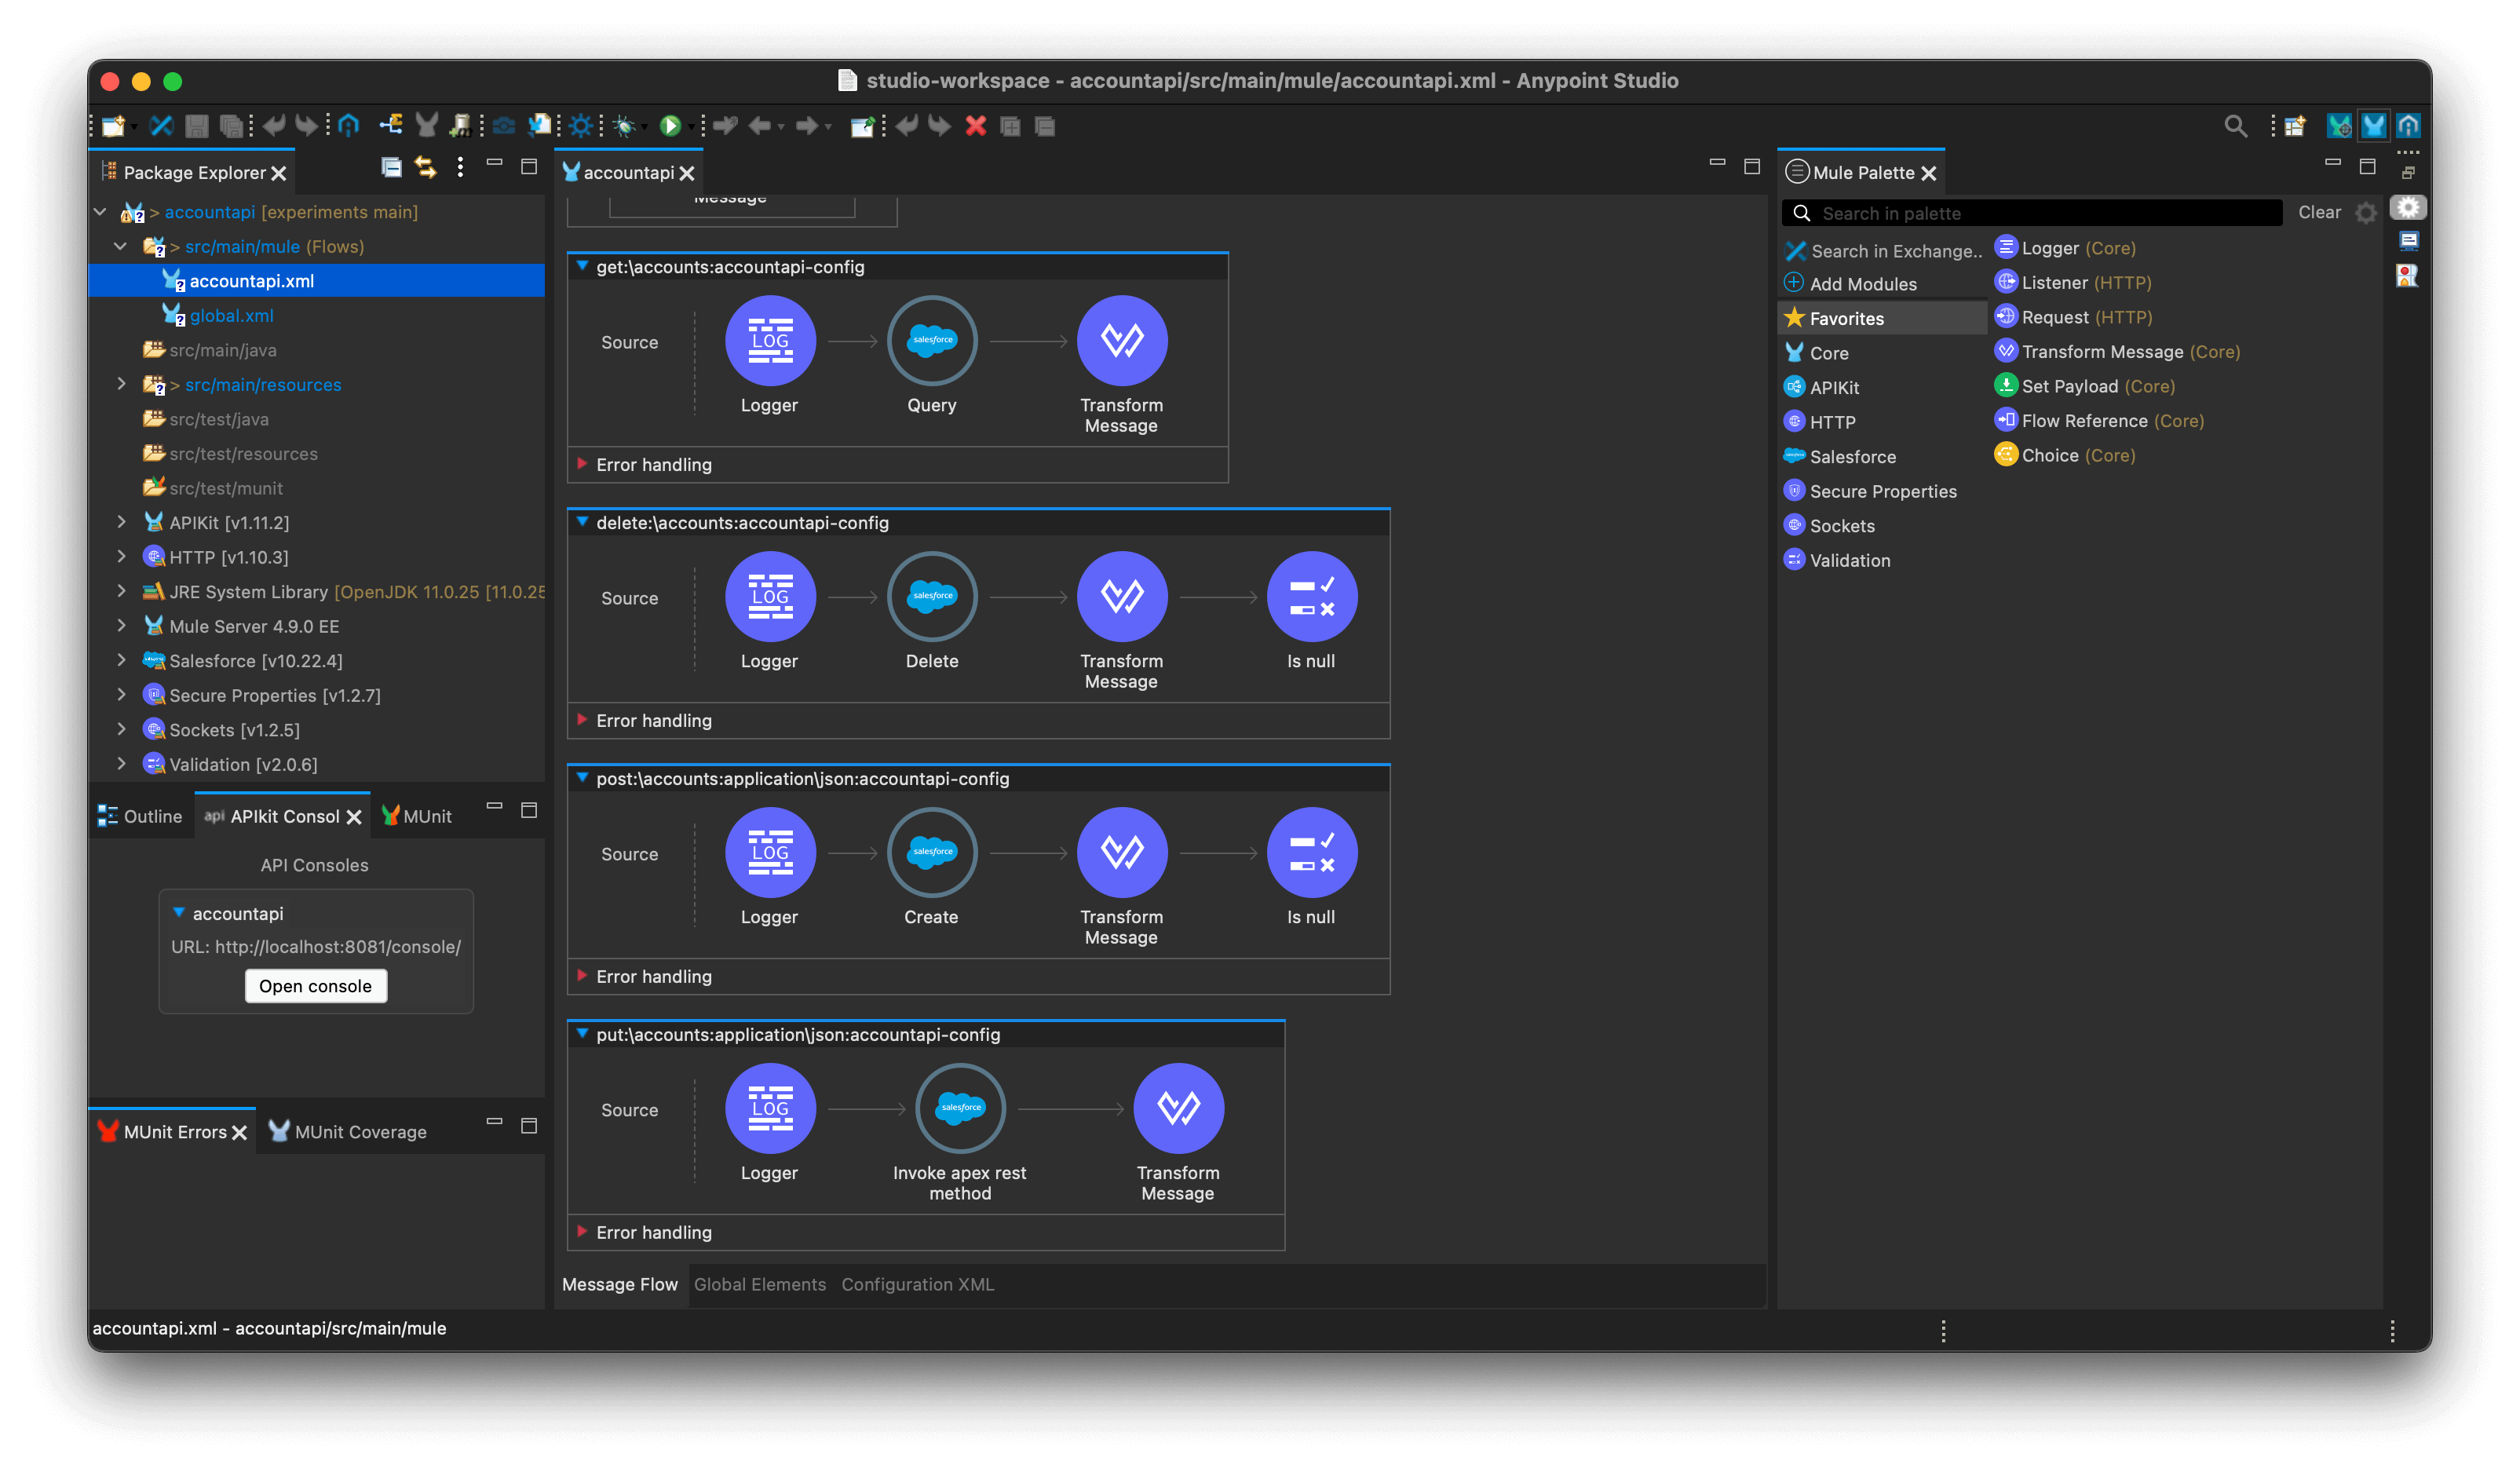 studio-workspace - accountapi/src/main/mule/accountapi.xml - Anypoint Studio
Package Explorer
> accountapi [experiments main]
> src/main/mule (Flows)
accountapi.xml
global.xml
src/main/java
> src/main/resources
src/test/java
src/test/resources
src/test/munit
APIKit [v1.11.2]
HTTP [v1.10.3]
JRE System Library [OpenJDK 11.0.25 [11.0.25
Mule Server 4.9.0 EE
Salesforce [v10.22.4]
Secure Properties [v1.2.7]
Sockets [v1.2.5]
Validation [v2.0.6]
Outline
api APIkit Consol
MUnit
API Consoles
accountapi
URL: http://localhost:8081/console/
Open console
MUnit Errors
MUnit Coverage
accountapi
Message
get:\accounts:accountapi-config
Source
LOG
salesforce
Logger
Query
Transform
Message
Error handling
delete:\accounts:accountapi-config
Source
LOG
salesforce
Logger
Delete
Transform
Message
Is null
Error handling
post:\accounts:application\json:accountapi-config
Source
LOG
salesforce
Logger
Create
Transform
Message
Is null
Error handling
put:\accounts:application\json:accountapi-config
Source
LOG
salesforce
Logger
Invoke apex rest
method
Transform
Message
Error handling
Message Flow
Global Elements
Configuration XML
Mule Palette
Search in palette
Clear
Search in Exchange..
Add Modules
Favorites
Core
APIKit
HTTP
Salesforce
Secure Properties
Sockets
Validation
Logger (Core)
Listener (HTTP)
Request (HTTP)
Transform Message (Core)
Set Payload (Core)
Flow Reference (Core)
Choice (Core)
accountapi.xml - accountapi/src/main/mule